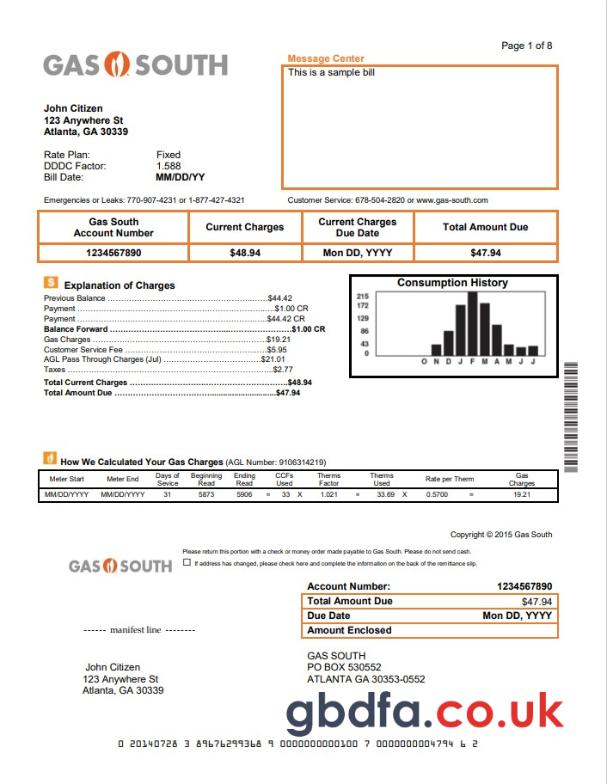 Page 1 of 8
GAS SOUTH
Message Center
This is a sample bill
John Citizen
123 Anywhere St
Atlanta, GA 30339
Rate Plan: Fixed
DDDC Factor: 1.588
Bill Date: MM/DD/YY
Emergencies or Leaks: 770-907-4231 or 1-877-427-4321 Customer Service: 678-504-2820 or www.gas-south.com
Gas South Account Number Current Charges Current Charges Due Date Total Amount Due
1234567890 $48.94 Mon DD, YYYY $47.94
$ Explanation of Charges
Previous Balance $44.42
Payment $1.00 CR
Payment $44.42 CR
Balance Forward $1.00 CR
Gas Charges $19.21
Customer Service Fee $5.95
AGL Pass Through Charges (Jul) $21.01
Taxes $2.77
Total Current Charges $48.94
Total Amount Due $47.94
Consumption History
215
172
129
86
43
0
O N D J F M A M J J
How We Calculated Your Gas Charges (AGL Number: 9106314219)
Meter Start Meter End Days of Sevice Beginning Read Ending Read CCFs Used Therms Factor Therms Used Rate per Therm Gas Charges
MM/DD/YYYY MM/DD/YYYY 31 5873 5906 = 33 X 1.021 = 33.69 X 0.5700 = 19.21
Copyright © 2015 Gas South
GAS SOUTH
Please return this portion with a check or money order made payable to Gas South. Please do not send cash.
If address has changed, please check here and complete the information on the back of the remittance slip.
Account Number: 1234567890
Total Amount Due $47.94
Due Date Mon DD, YYYY
Amount Enclosed
------ manifest line --------
John Citizen
123 Anywhere St
Atlanta, GA 30339
GAS SOUTH
PO BOX 530552
ATLANTA GA 30353-0552
gbdfa.co.uk
0 20140728 3 89676299368 9 0000000000100 7 0000000004794 6 2